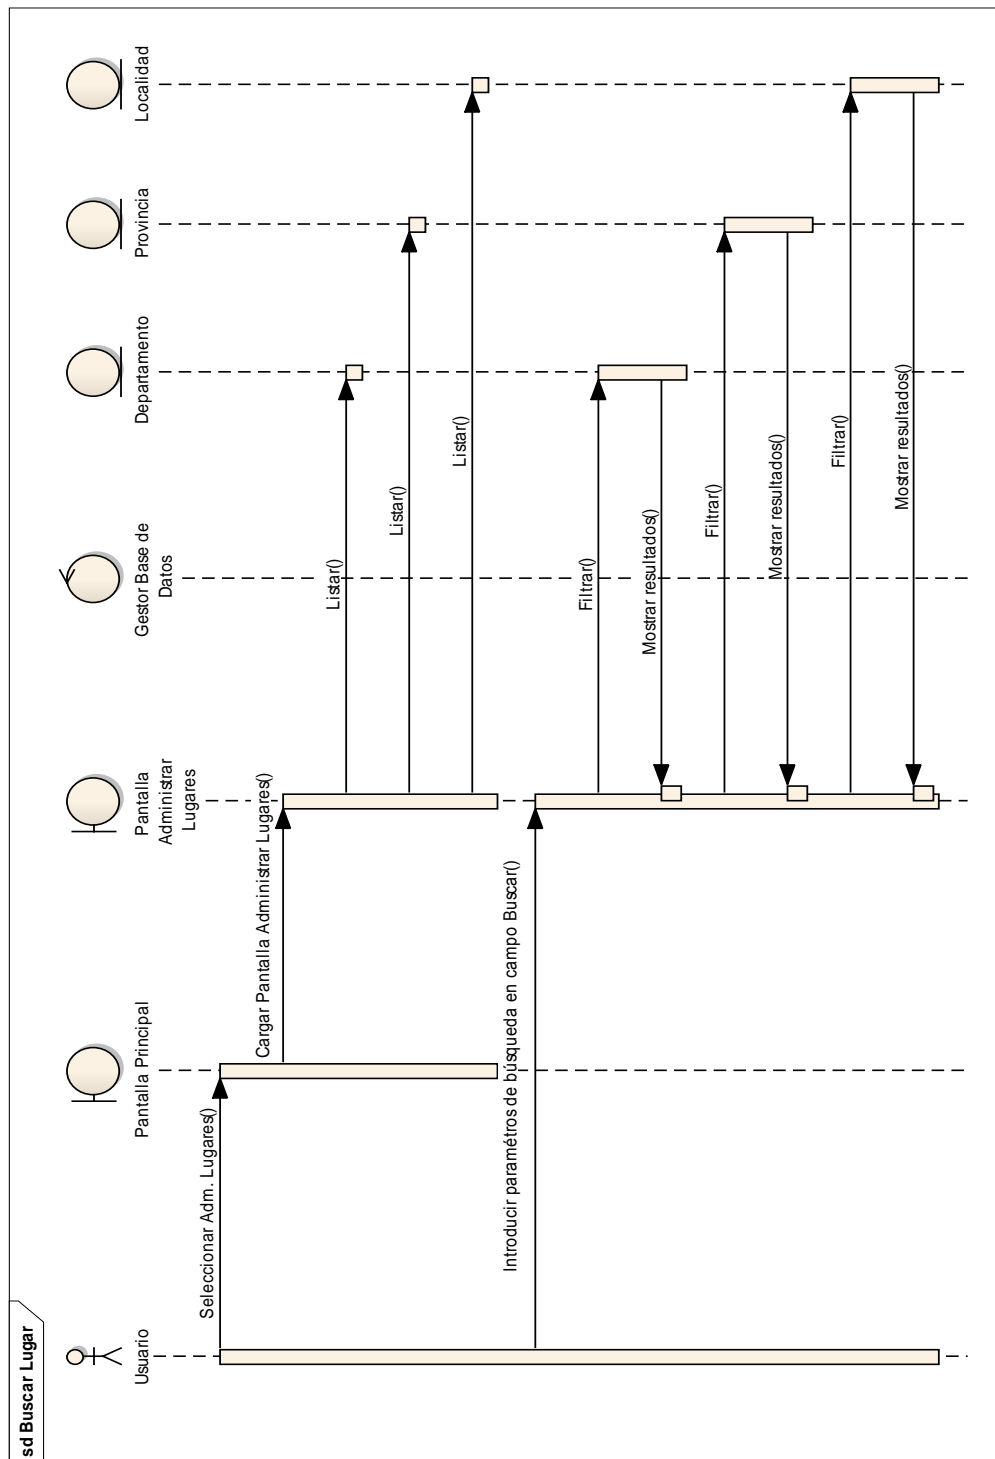 sd Buscar Lugar
Usuario
Pantalla Principal
Pantalla
Administrar
Lugares
Gestor Base de
Datos
Departamento
Provincia
Localidad
Seleccionar Adm. Lugares()
Cargar Pantalla Administrar Lugares()
Listar()
Listar()
Listar()
Introducir paramétros de búsqueda en campo Buscar()
Filtrar()
Mostrar resultados()
Filtrar()
Mostrar resultados()
Filtrar()
Mostrar resultados()